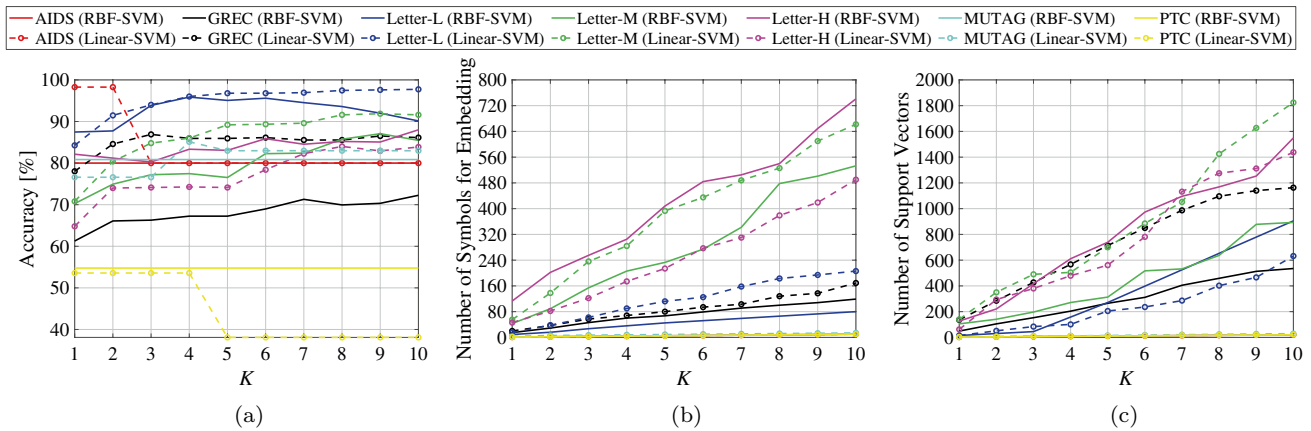 AIDS (RBF-SVM) GREC (RBF-SVM) Letter-L (RBF-SVM) Letter-M (RBF-SVM) Letter-H (RBF-SVM) MUTAG (RBF-SVM) PTC (RBF-SVM)
AIDS (Linear-SVM) GREC (Linear-SVM) Letter-L (Linear-SVM) Letter-M (Linear-SVM) Letter-H (Linear-SVM) MUTAG (Linear-SVM) PTC (Linear-SVM)
Accuracy [%]
100
90
80
70
60
50
40
1 2 3 4 5 6 7 8 9 10
K
(a)
Number of Symbols for Embedding
800
720
640
560
480
400
320
240
160
80
0
1 2 3 4 5 6 7 8 9 10
K
(b)
Number of Support Vectors
2000
1800
1600
1400
1200
1000
800
600
400
200
0
1 2 3 4 5 6 7 8 9 10
K
(c)